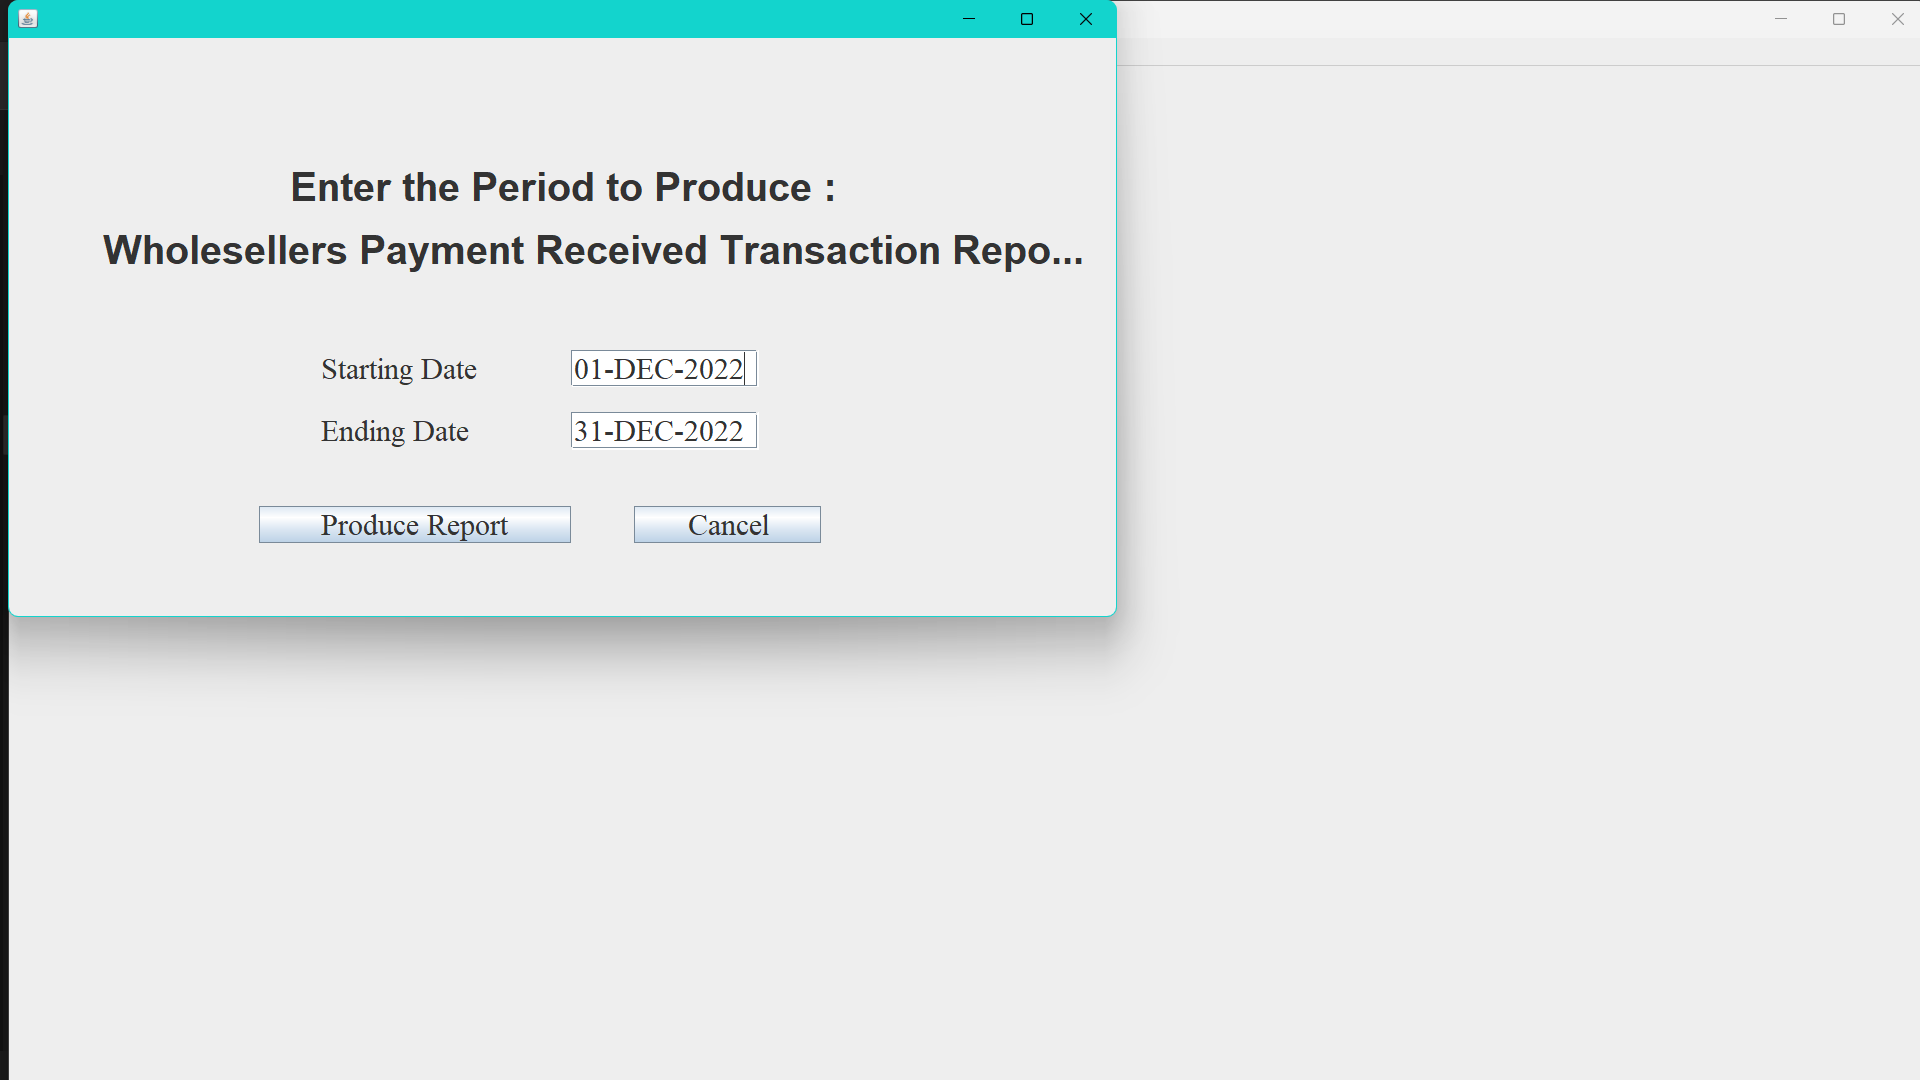 Enter the Period to Produce :
Wholesellers Payment Received Transaction Repo...
Starting Date 01-DEC-2022
Ending Date 31-DEC-2022
Produce Report Cancel